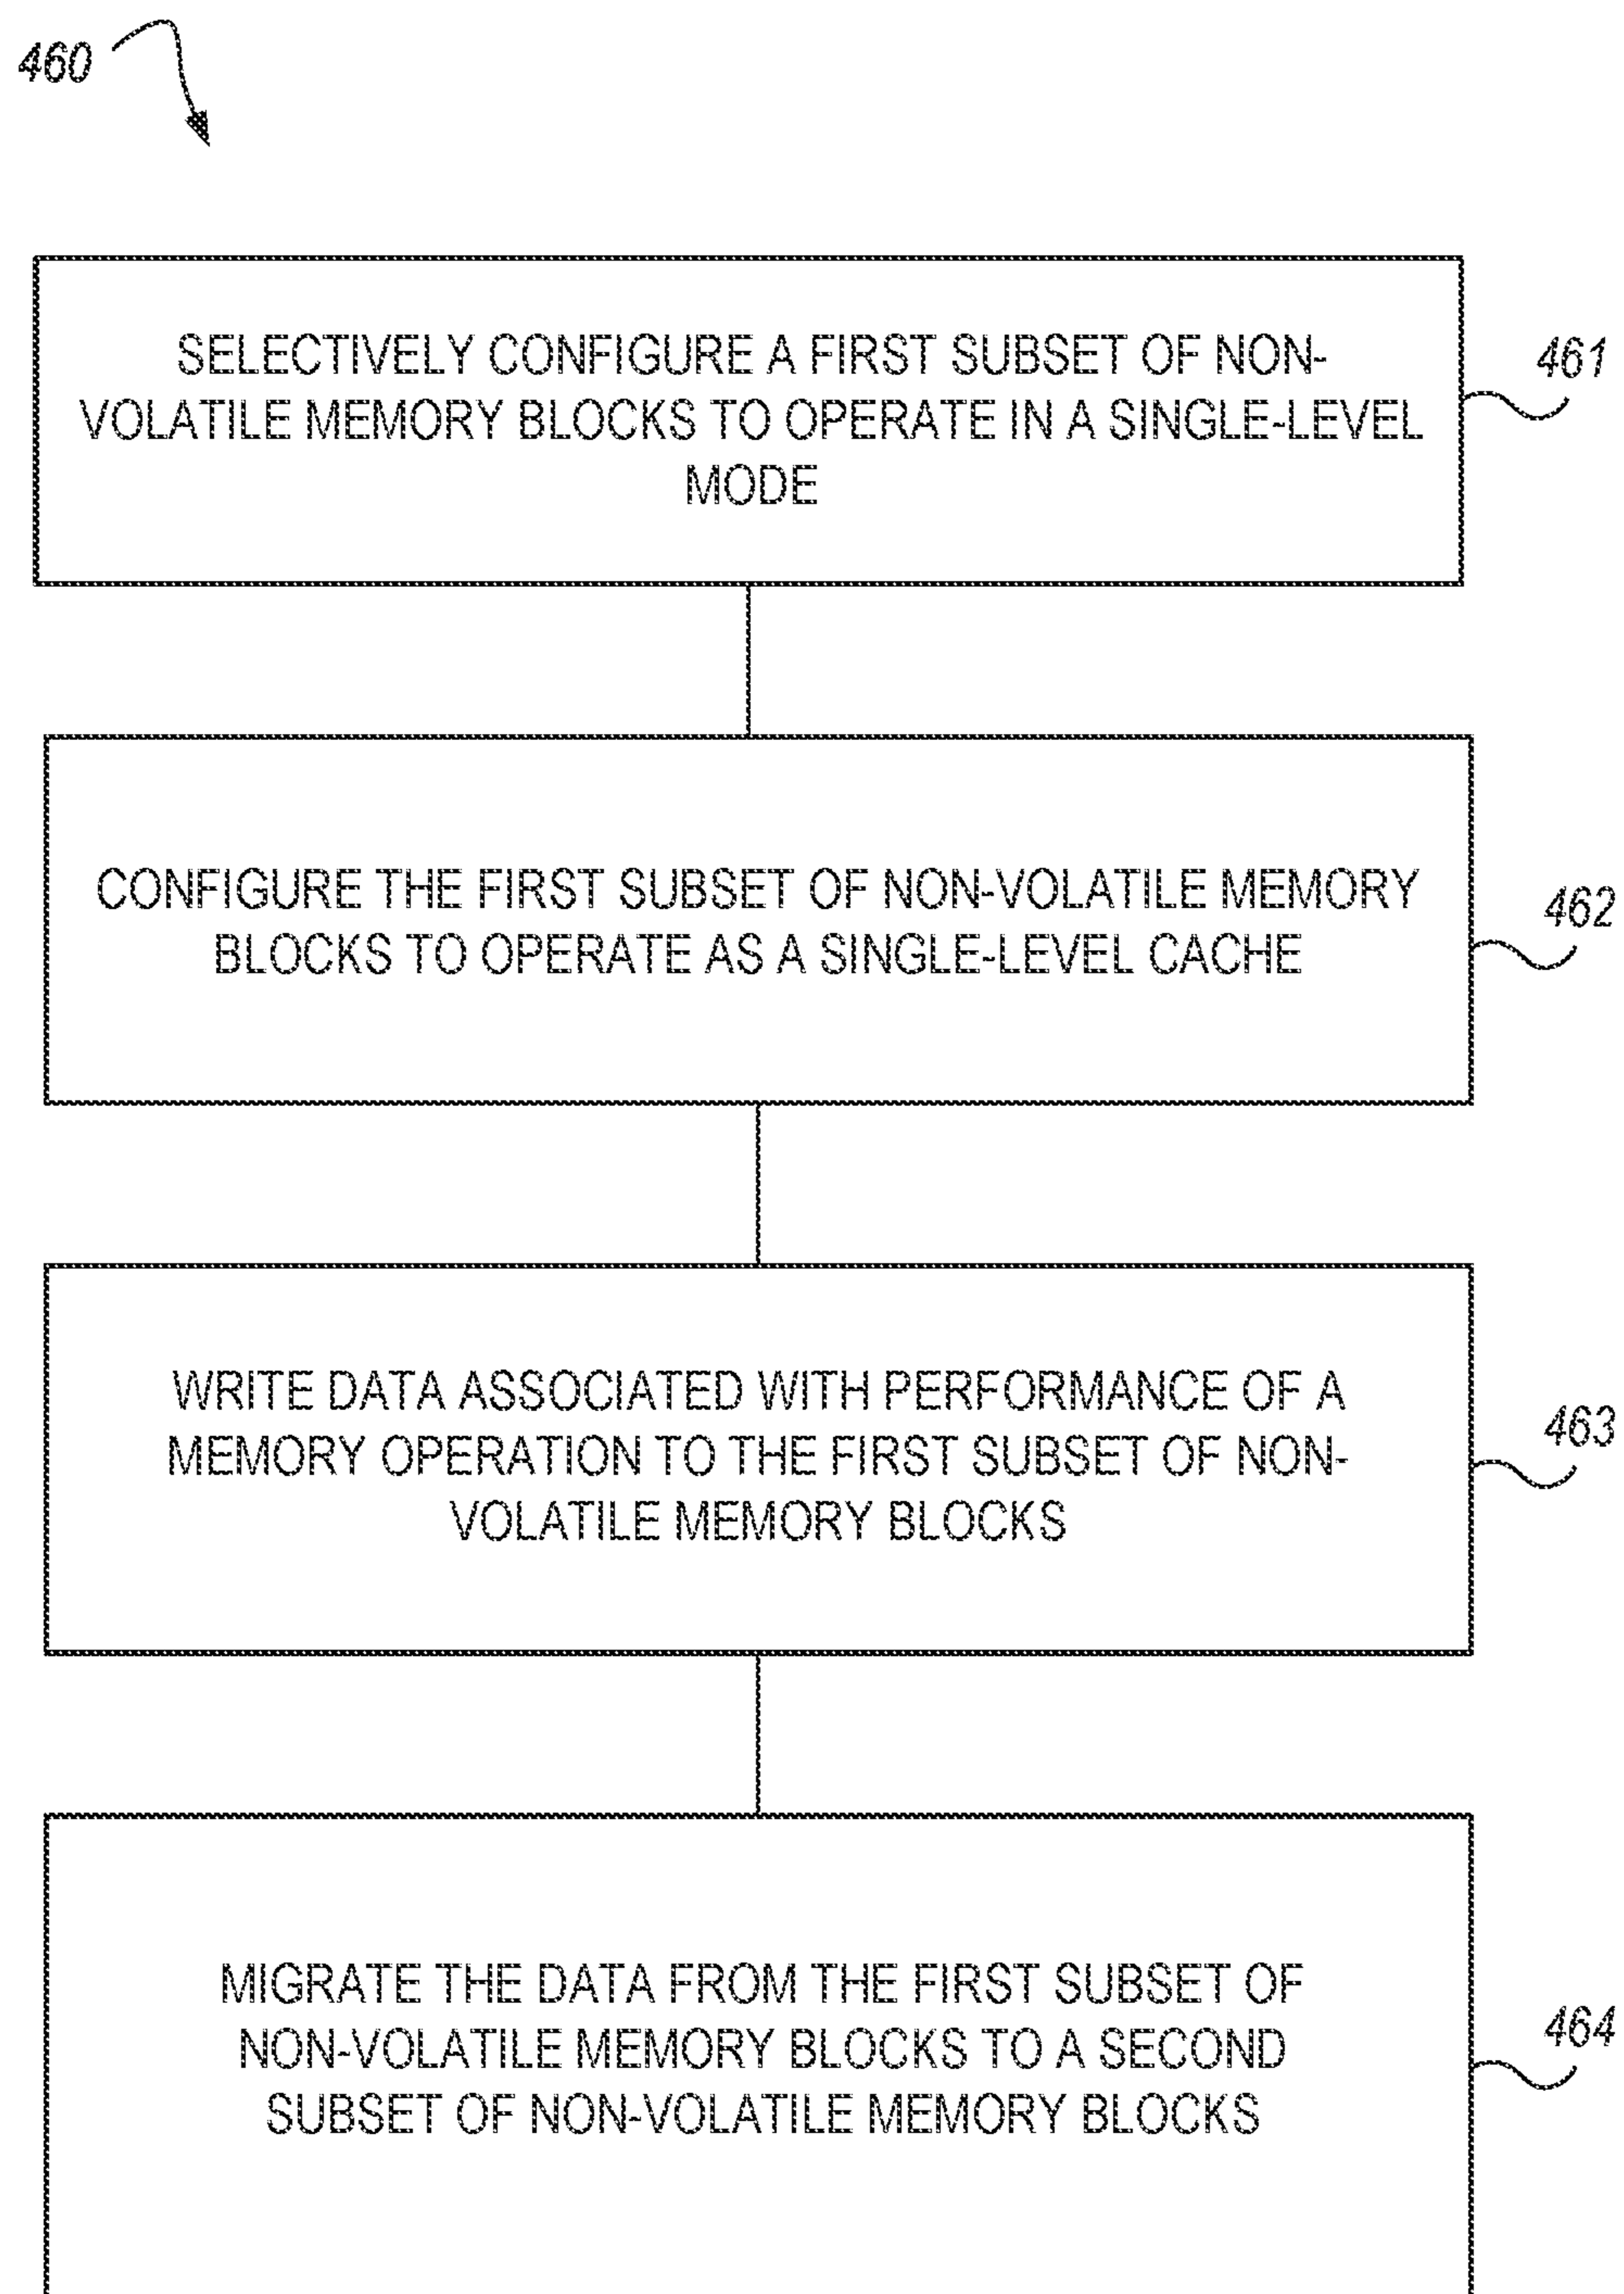 460
SELECTIVELY CONFIGURE A FIRST SUBSET OF NON-
VOLATILE MEMORY BLOCKS TO OPERATE IN A SINGLE-LEVEL
MODE
461
CONFIGURE THE FIRST SUBSET OF NON-VOLATILE MEMORY
BLOCKS TO OPERATE AS A SINGLE-LEVEL CACHE
462
WRITE DATA ASSOCIATED WITH PERFORMANCE OF A
MEMORY OPERATION TO THE FIRST SUBSET OF NON-
VOLATILE MEMORY BLOCKS
463
MIGRATE THE DATA FROM THE FIRST SUBSET OF
NON-VOLATILE MEMORY BLOCKS TO A SECOND
SUBSET OF NON-VOLATILE MEMORY BLOCKS
464